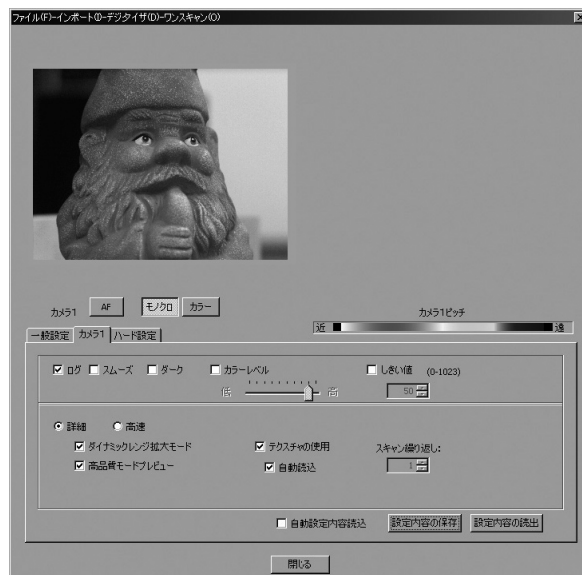 ファイル(F)-インポート(I)-デジタイザ(D)-ワンスキャン(O)
カメラ1 AF モノクロ カラー
カメラ1ピッチ
近 遠
一般設定 カメラ1 ハード設定
ログ スムーズ ダーク カラーレベル しきい値 (0-1023)
低 高 50
詳細 高速
ダイナミックレンジ拡大モード テクスチャの使用 スキャン繰り返し:
高品質モードプレビュー 自動読込 1
自動設定内容読込 設定内容の保存 設定内容の読出
閉じる